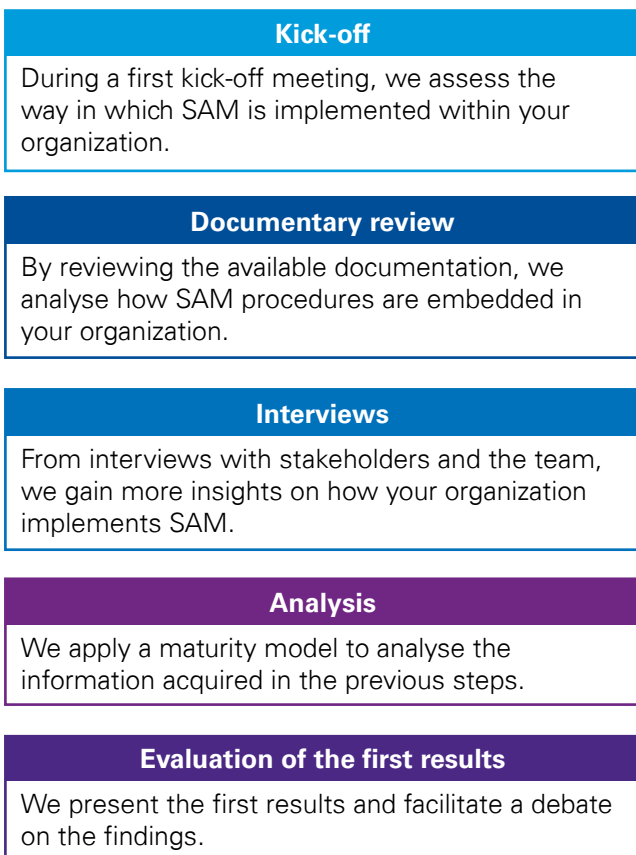 Kick-off
During a first kick-off meeting, we assess the
way in which SAM is implemented within your
organization.
Documentary review
By reviewing the available documentation, we
analyse how SAM procedures are embedded in
your organization.
Interviews
From interviews with stakeholders and the team,
we gain more insights on how your organization
implements SAM.
Analysis
We apply a maturity model to analyse the
information acquired in the previous steps.
Evaluation of the first results
We present the first results and facilitate a debate
on the findings.